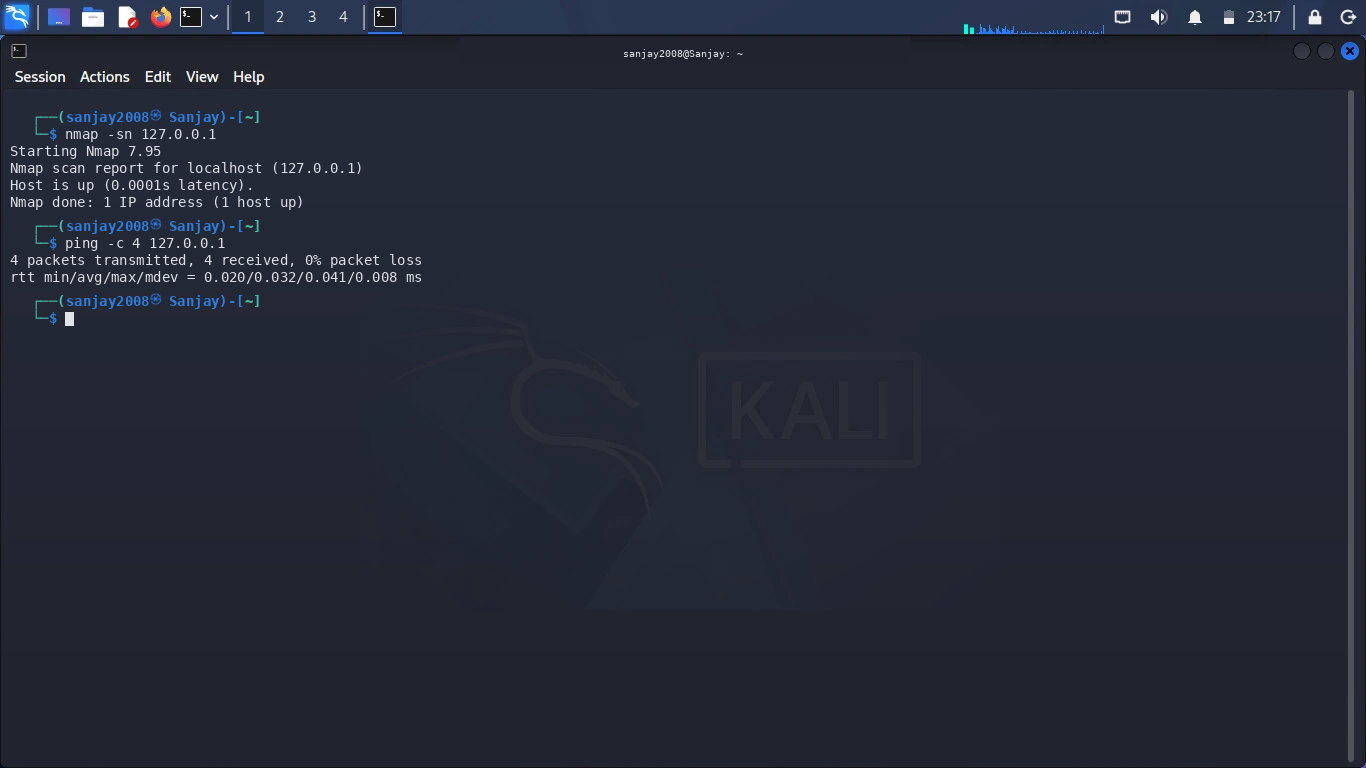 1 2 3 4 23:17
sanjay2008@Sanjay: ~
Session Actions Edit View Help
┌──(sanjay2008㉿ Sanjay)-[~]
└─$ nmap -sn 127.0.0.1
Starting Nmap 7.95
Nmap scan report for localhost (127.0.0.1)
Host is up (0.0001s latency).
Nmap done: 1 IP address (1 host up)
┌──(sanjay2008㉿ Sanjay)-[~]
└─$ ping -c 4 127.0.0.1
4 packets transmitted, 4 received, 0% packet loss
rtt min/avg/max/mdev = 0.020/0.032/0.041/0.008 ms
┌──(sanjay2008㉿ Sanjay)-[~]
└─$
KALI